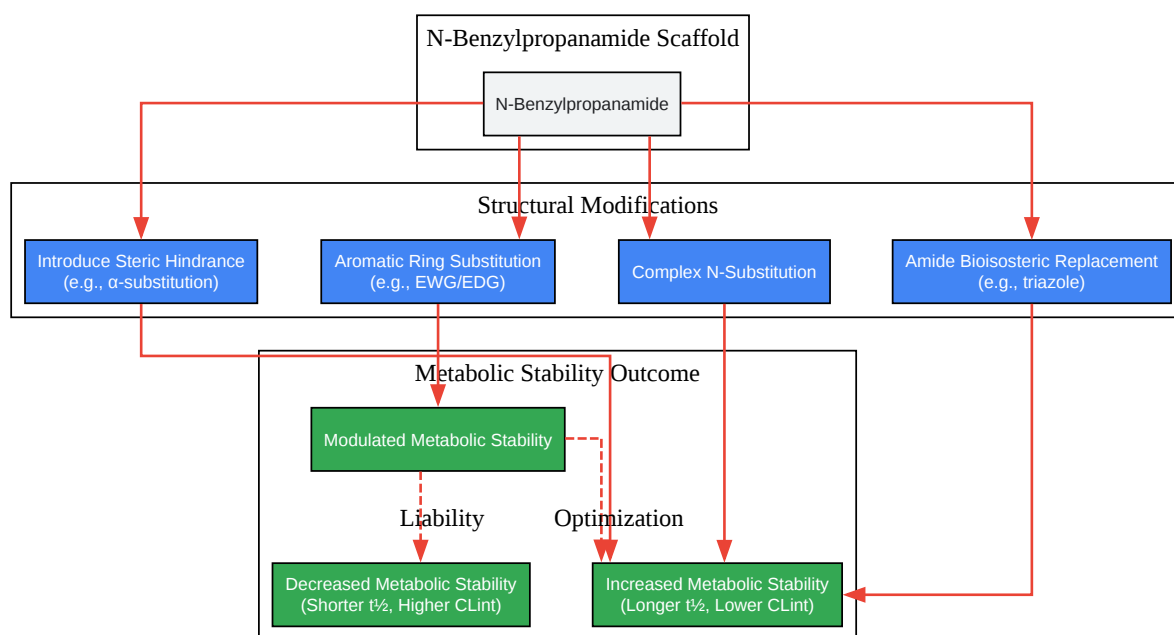 N-Benzylpropanamide Scaffold
N-Benzylpropanamide
Structural Modifications
Introduce Steric Hindrance
(e.g., α-substitution)
Aromatic Ring Substitution
(e.g., EWG/EDG)
Complex N-Substitution
Amide Bioisosteric Replacement
(e.g., triazole)
Metabolic Stability Outcome
Modulated Metabolic Stability
Liability
Optimization
Decreased Metabolic Stability
(Shorter t½, Higher CLint)
Increased Metabolic Stability
(Longer t½, Lower CLint)